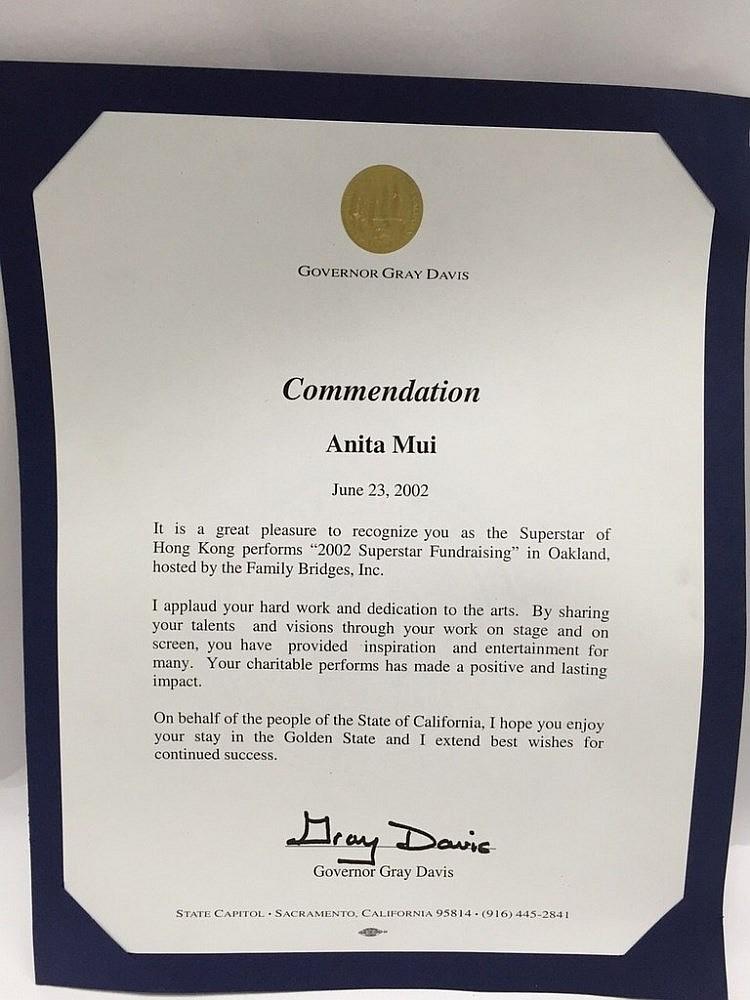 GOVERNOR GRAY DAVIS
Commendation
Anita Mui
June 23, 2002
It is a great pleasure to recognize you as the Superstar of
Hong Kong performs “2002 Superstar Fundraising” in Oakland,
hosted by the Family Bridges, Inc.
I applaud your hard work and dedication to the arts. By sharing
your talents and visions through your work on stage and on
screen, you have provided inspiration and entertainment for
many. Your charitable performs has made a positive and lasting
impact.
On behalf of the people of the State of California, I hope you enjoy
your stay in the Golden State and I extend best wishes for
continued success.
Gray Davis
Governor Gray Davis
STATE CAPITOL • SACRAMENTO, CALIFORNIA 95814 • (916) 445-2841